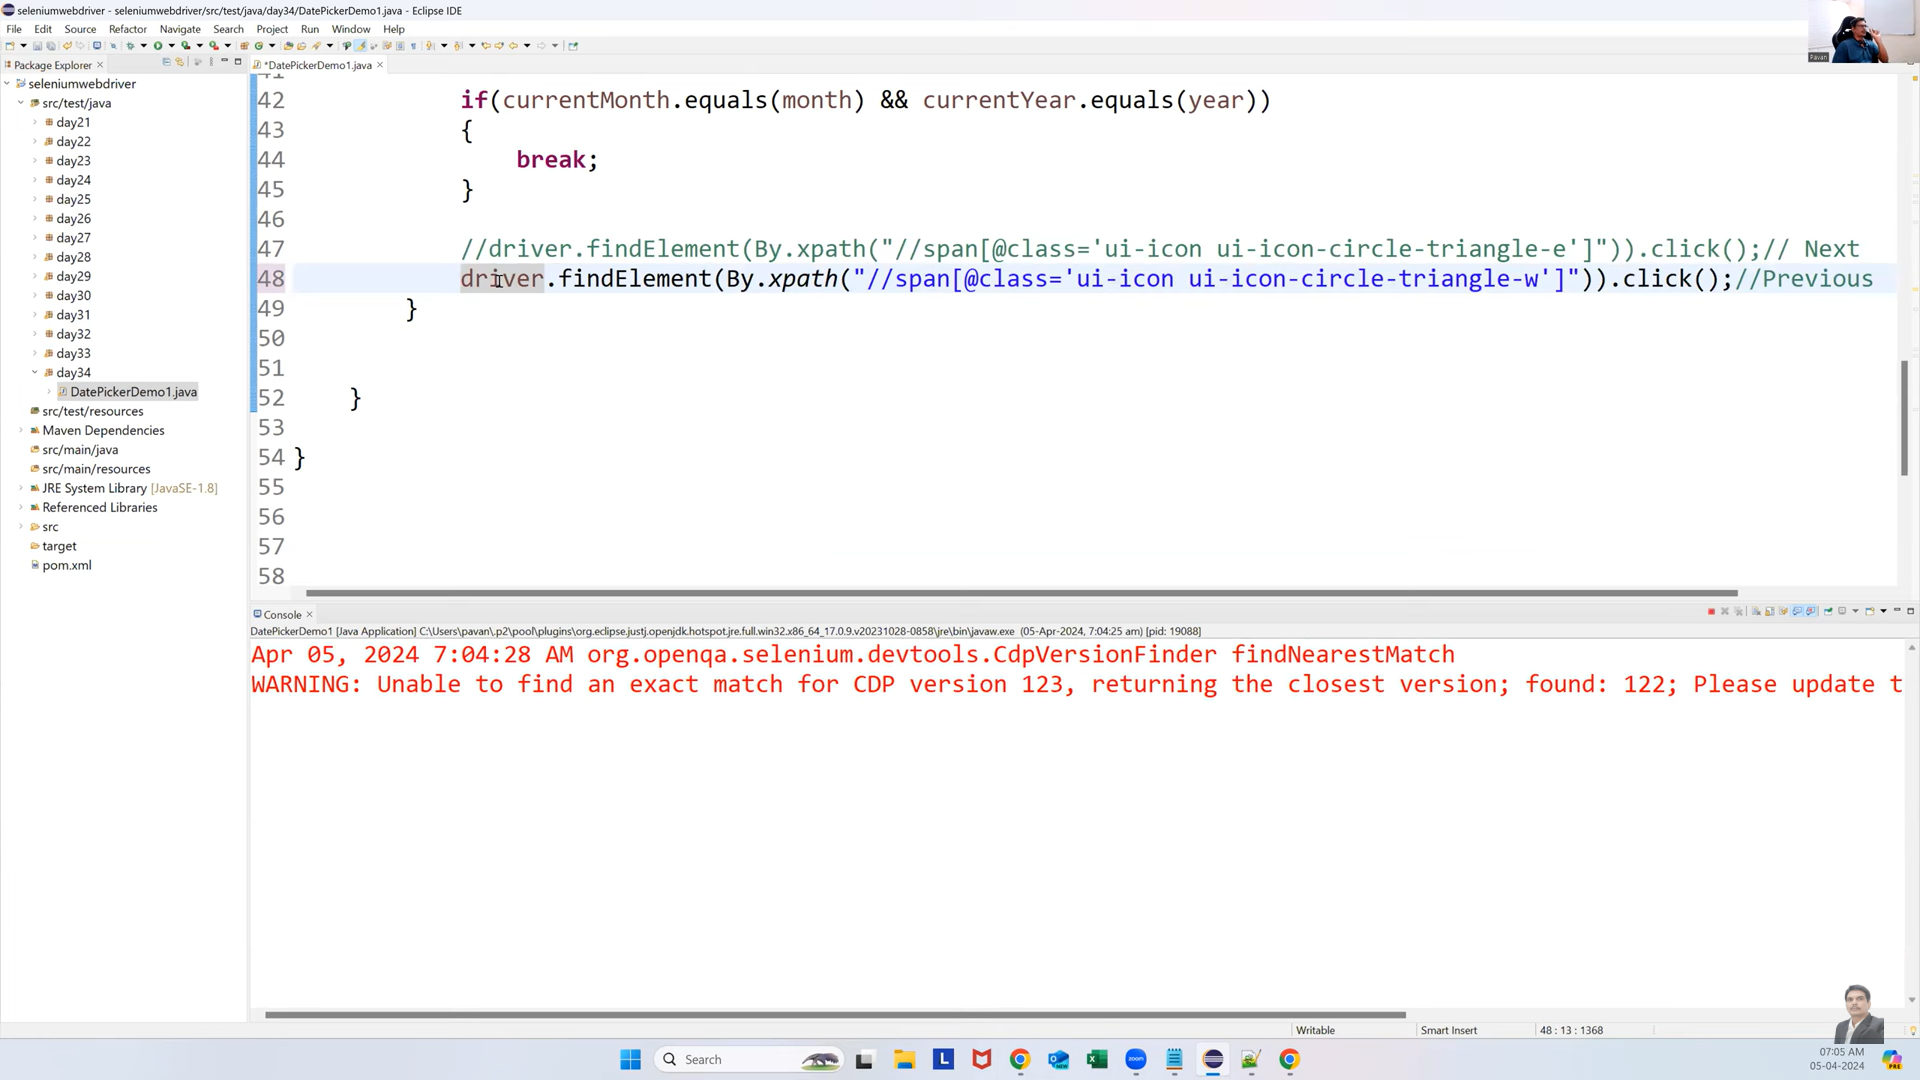 seleniumwebdriver - seleniumwebdriver/src/test/java/day34/DatePickerDemo1.java - Eclipse IDE
File Edit Source Refactor Navigate Search Project Run Window Help
Pavan
Package Explorer
*DatePickerDemo1.java
seleniumwebdriver
src/test/java
day21
day22
day23
day24
day25
day26
day27
day28
day29
day30
day31
day32
day33
day34
DatePickerDemo1.java
src/test/resources
Maven Dependencies
src/main/java
src/main/resources
JRE System Library [JavaSE-1.8]
Referenced Libraries
src
target
pom.xml
41
42 if(currentMonth.equals(month) && currentYear.equals(year))
43 {
44 break;
45 }
46
47 //driver.findElement(By.xpath("//span[@class='ui-icon ui-icon-circle-triangle-e']")).click();// Next
48 driver.findElement(By.xpath("//span[@class='ui-icon ui-icon-circle-triangle-w']")).click();//Previous
49 }
50
51
52 }
53
54 }
55
56
57
58
Console
DatePickerDemo1 [Java Application] C:\Users\pavan\.p2\pool\plugins\org.eclipse.justj.openjdk.hotspot.jre.full.win32.x86_64_17.0.9.v20231028-0858\jre\bin\javaw.exe (05-Apr-2024, 7:04:25 am) [pid: 19088]
Apr 05, 2024 7:04:28 AM org.openqa.selenium.devtools.CdpVersionFinder findNearestMatch
WARNING: Unable to find an exact match for CDP version 123, returning the closest version; found: 122; Please update t
Writable Smart Insert 48 : 13 : 1368
Search
L
zoom
07:05 AM
05-04-2024
PRE